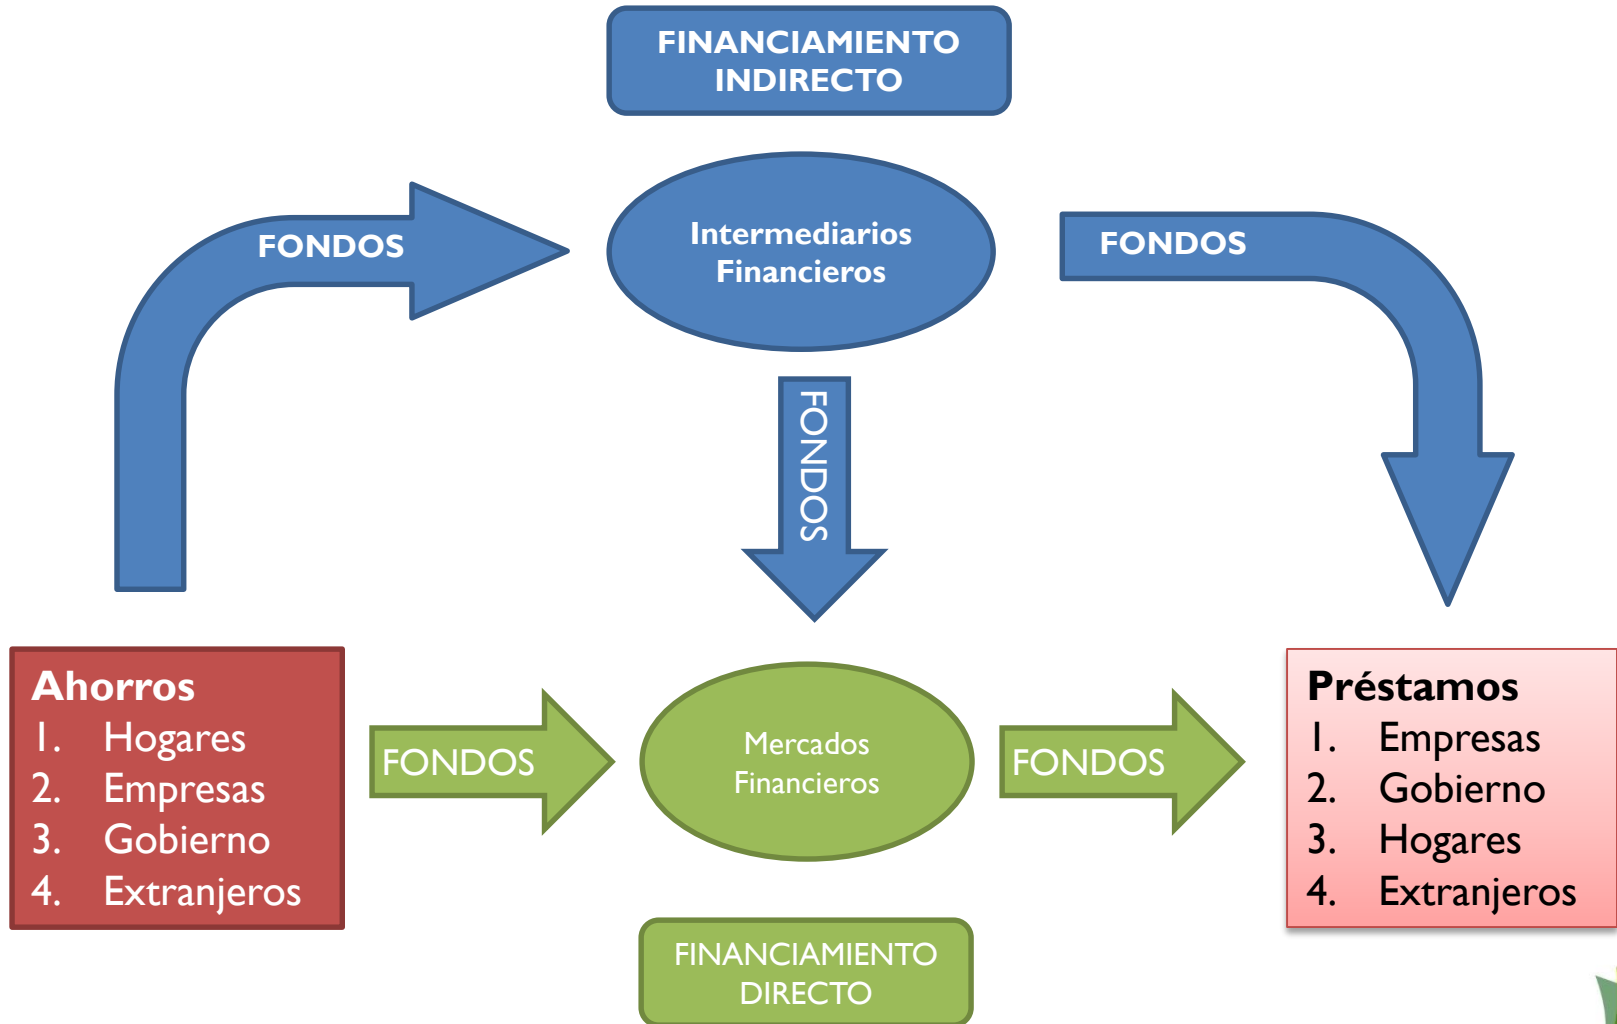 FINANCIAMIENTO
INDIRECTO
FONDOS
Intermediarios
Financieros
FONDOS
FONDOS
Ahorros
1. Hogares
2. Empresas
3. Gobierno
4. Extranjeros
FONDOS
Mercados
Financieros
FONDOS
Préstamos
1. Empresas
2. Gobierno
3. Hogares
4. Extranjeros
FINANCIAMIENTO
DIRECTO